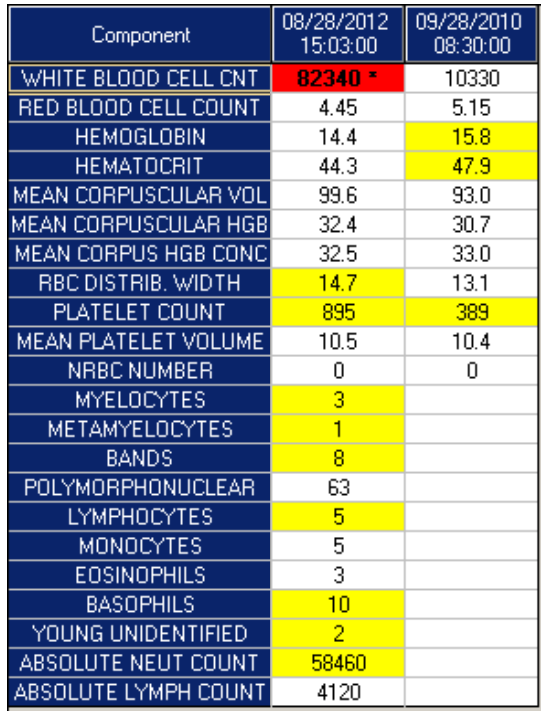 Component 08/28/2012 15:03:00 09/28/2010 08:30:00
WHITE BLOOD CELL CNT 82340 * 10330
RED BLOOD CELL COUNT 4.45 5.15
HEMOGLOBIN 14.4 15.8
HEMATOCRIT 44.3 47.9
MEAN CORPUSCULAR VOL 99.6 93.0
MEAN CORPUSCULAR HGB 32.4 30.7
MEAN CORPUS HGB CONC 32.5 33.0
RBC DISTRIB. WIDTH 14.7 13.1
PLATELET COUNT 895 389
MEAN PLATELET VOLUME 10.5 10.4
NRBC NUMBER 0 0
MYELOCYTES 3
METAMYELOCYTES 1
BANDS 8
POLYMORPHONUCLEAR 63
LYMPHOCYTES 5
MONOCYTES 5
EOSINOPHILS 3
BASOPHILS 10
YOUNG UNIDENTIFIED 2
ABSOLUTE NEUT COUNT 58460
ABSOLUTE LYMPH COUNT 4120